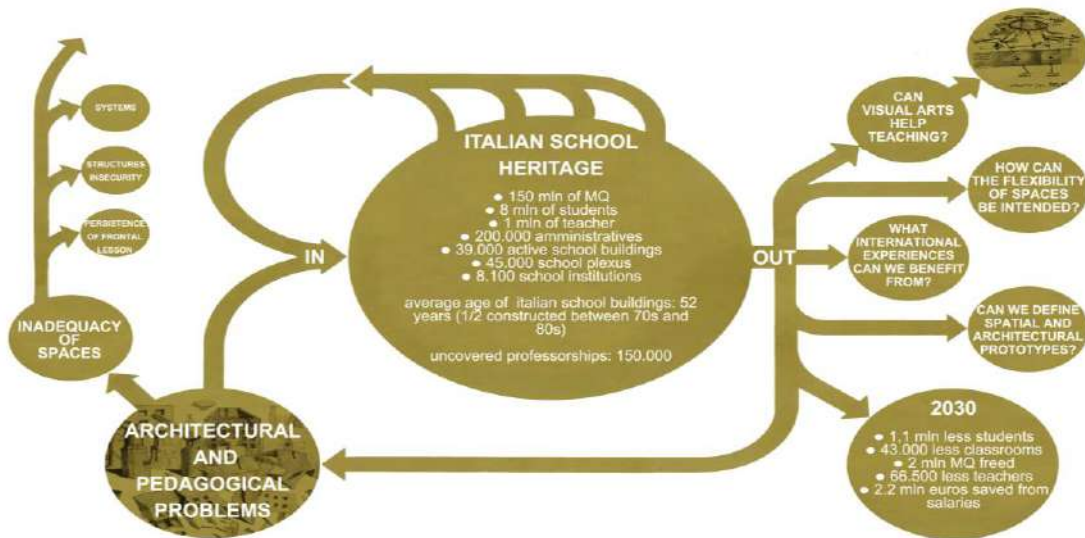 SYSTEMS
STRUCTURES
INSECURITY
PERSISTENCE
OF FRONTAL
LESSON
INADEQUACY
OF
SPACES
ARCHITECTURAL
AND
PEDAGOGICAL
PROBLEMS
IN
ITALIAN SCHOOL
HERITAGE
● 150 mln of MQ
● 8 mln of students
● 1 mln of teacher
● 200.000 amministratives
● 39.000 active school buildings
● 45.000 school plexus
● 8.100 school institutions
average age of italian school buildings: 52
years (1/2 constructed between 70s and
80s)
uncovered professorships: 150.000
OUT
CAN
VISUAL ARTS
HELP
TEACHING?
HOW CAN
THE FLEXIBILITY
OF SPACES
BE INTENDED?
WHAT
INTERNATIONAL
EXPERIENCES
CAN WE BENEFIT
FROM?
CAN WE DEFINE
SPATIAL AND
ARCHITECTURAL
PROTOTYPES?
2030
● 1,1 mln less students
● 43.000 less classrooms
● 2 mln MQ freed
● 66.500 less teachers
● 2.2 mln euros saved from
salaries